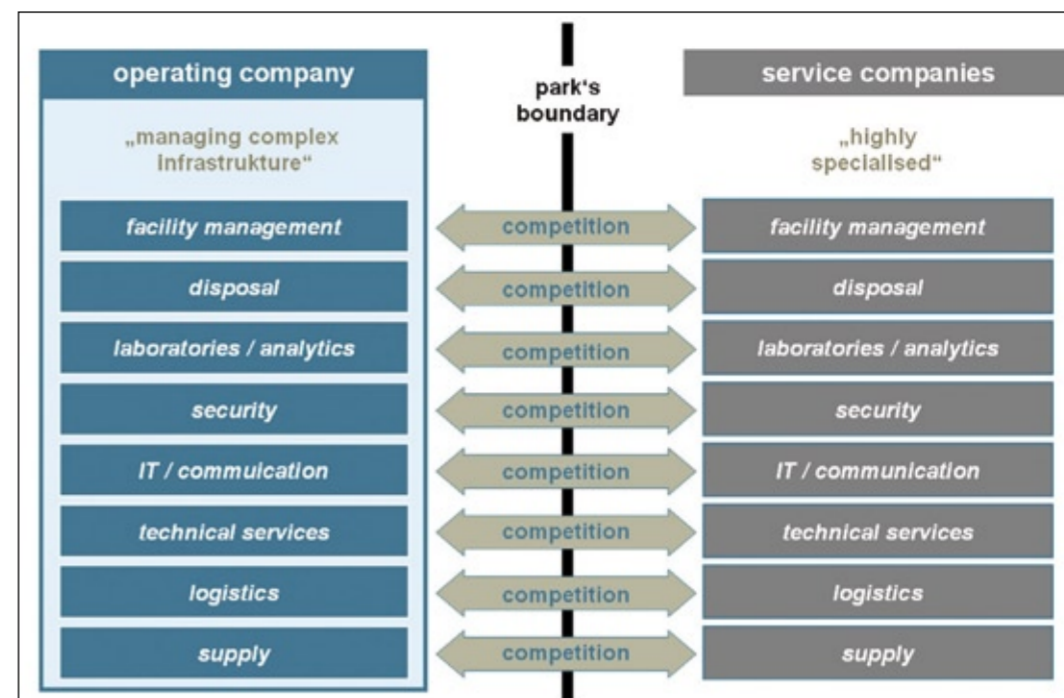 operating company
park's
boundary
service companies
„managing complex
infrastrukture“
„highly
specialised“
facility management
competition
facility management
disposal
competition
disposal
laboratories / analytics
competition
laboratories / analytics
security
competition
security
IT / commuication
competition
IT / communication
technical services
competition
technical services
logistics
competition
logistics
supply
competition
supply